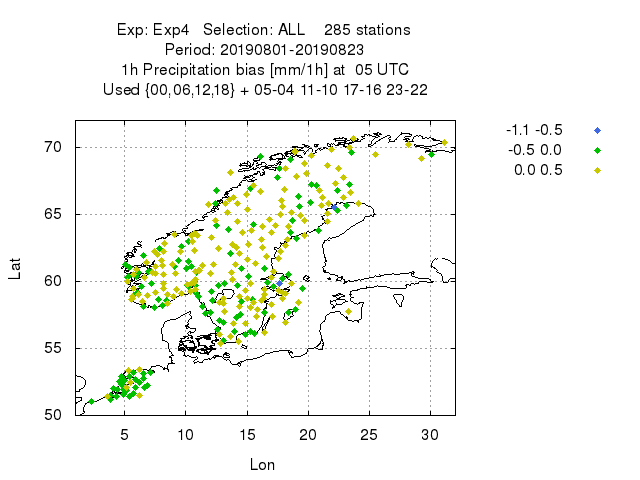 Exp: Exp4 Selection: ALL 285 stations
Period: 20190801-20190823
1h Precipitation bias [mm/1h] at 05 UTC
Used {00,06,12,18} + 05-04 11-10 17-16 23-22
-1.1 -0.5
-0.5 0.0
0.0 0.5
70
65
60
55
50
Lat
5 10 15 20 25 30
Lon